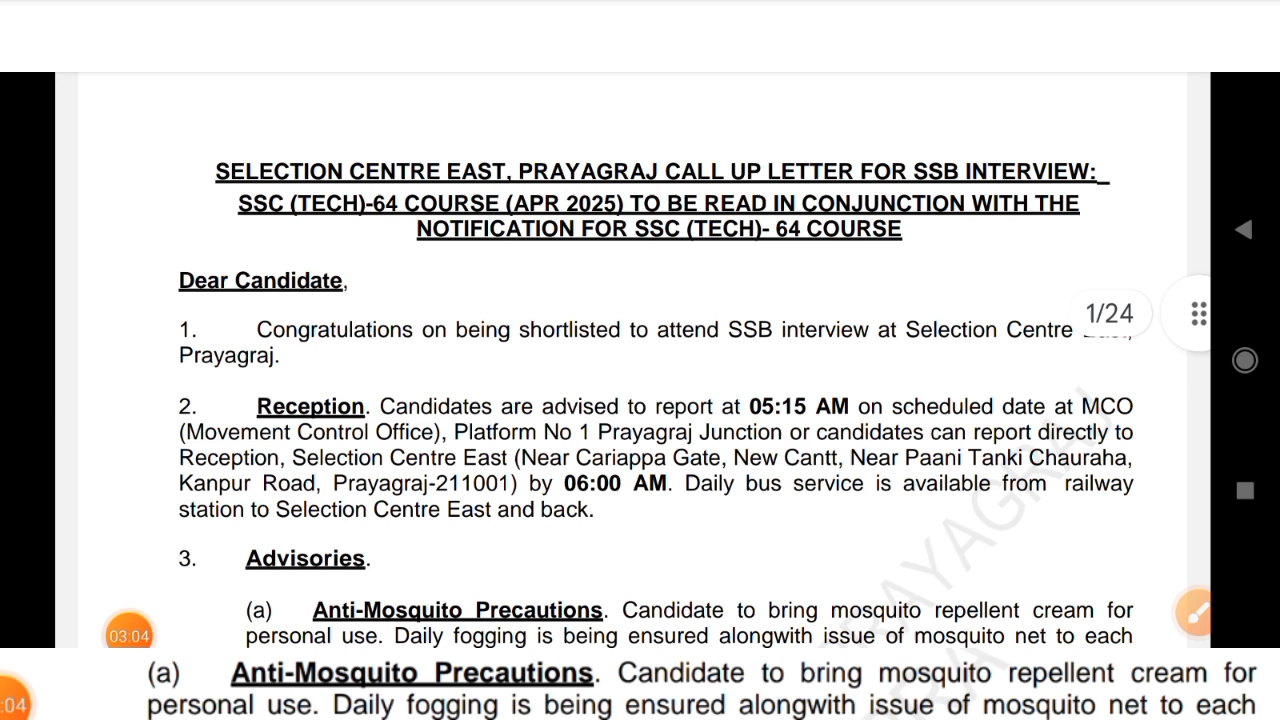 SELECTION CENTRE EAST, PRAYAGRAJ CALL UP LETTER FOR SSB INTERVIEW:
SSC (TECH)-64 COURSE (APR 2025) TO BE READ IN CONJUNCTION WITH THE
NOTIFICATION FOR SSC (TECH)- 64 COURSE
Dear Candidate,
1. Congratulations on being shortlisted to attend SSB interview at Selection Centre
1/24
Prayagraj.
2. Reception. Candidates are advised to report at 05:15 AM on scheduled date at MCO
(Movement Control Office), Platform No 1 Prayagraj Junction or candidates can report directly to
Reception, Selection Centre East (Near Cariappa Gate, New Cantt, Near Paani Tanki Chauraha,
Kanpur Road, Prayagraj-211001) by 06:00 AM. Daily bus service is available from railway
station to Selection Centre East and back.
3. Advisories.
(a) Anti-Mosquito Precautions. Candidate to bring mosquito repellent cream for
personal use. Daily fogging is being ensured alongwith issue of mosquito net to each
03:04
PRAYAGRAJ
(a) Anti-Mosquito Precautions. Candidate to bring mosquito repellent cream for
:04 personal use. Daily fogging is being ensured alongwith issue of mosquito net to each